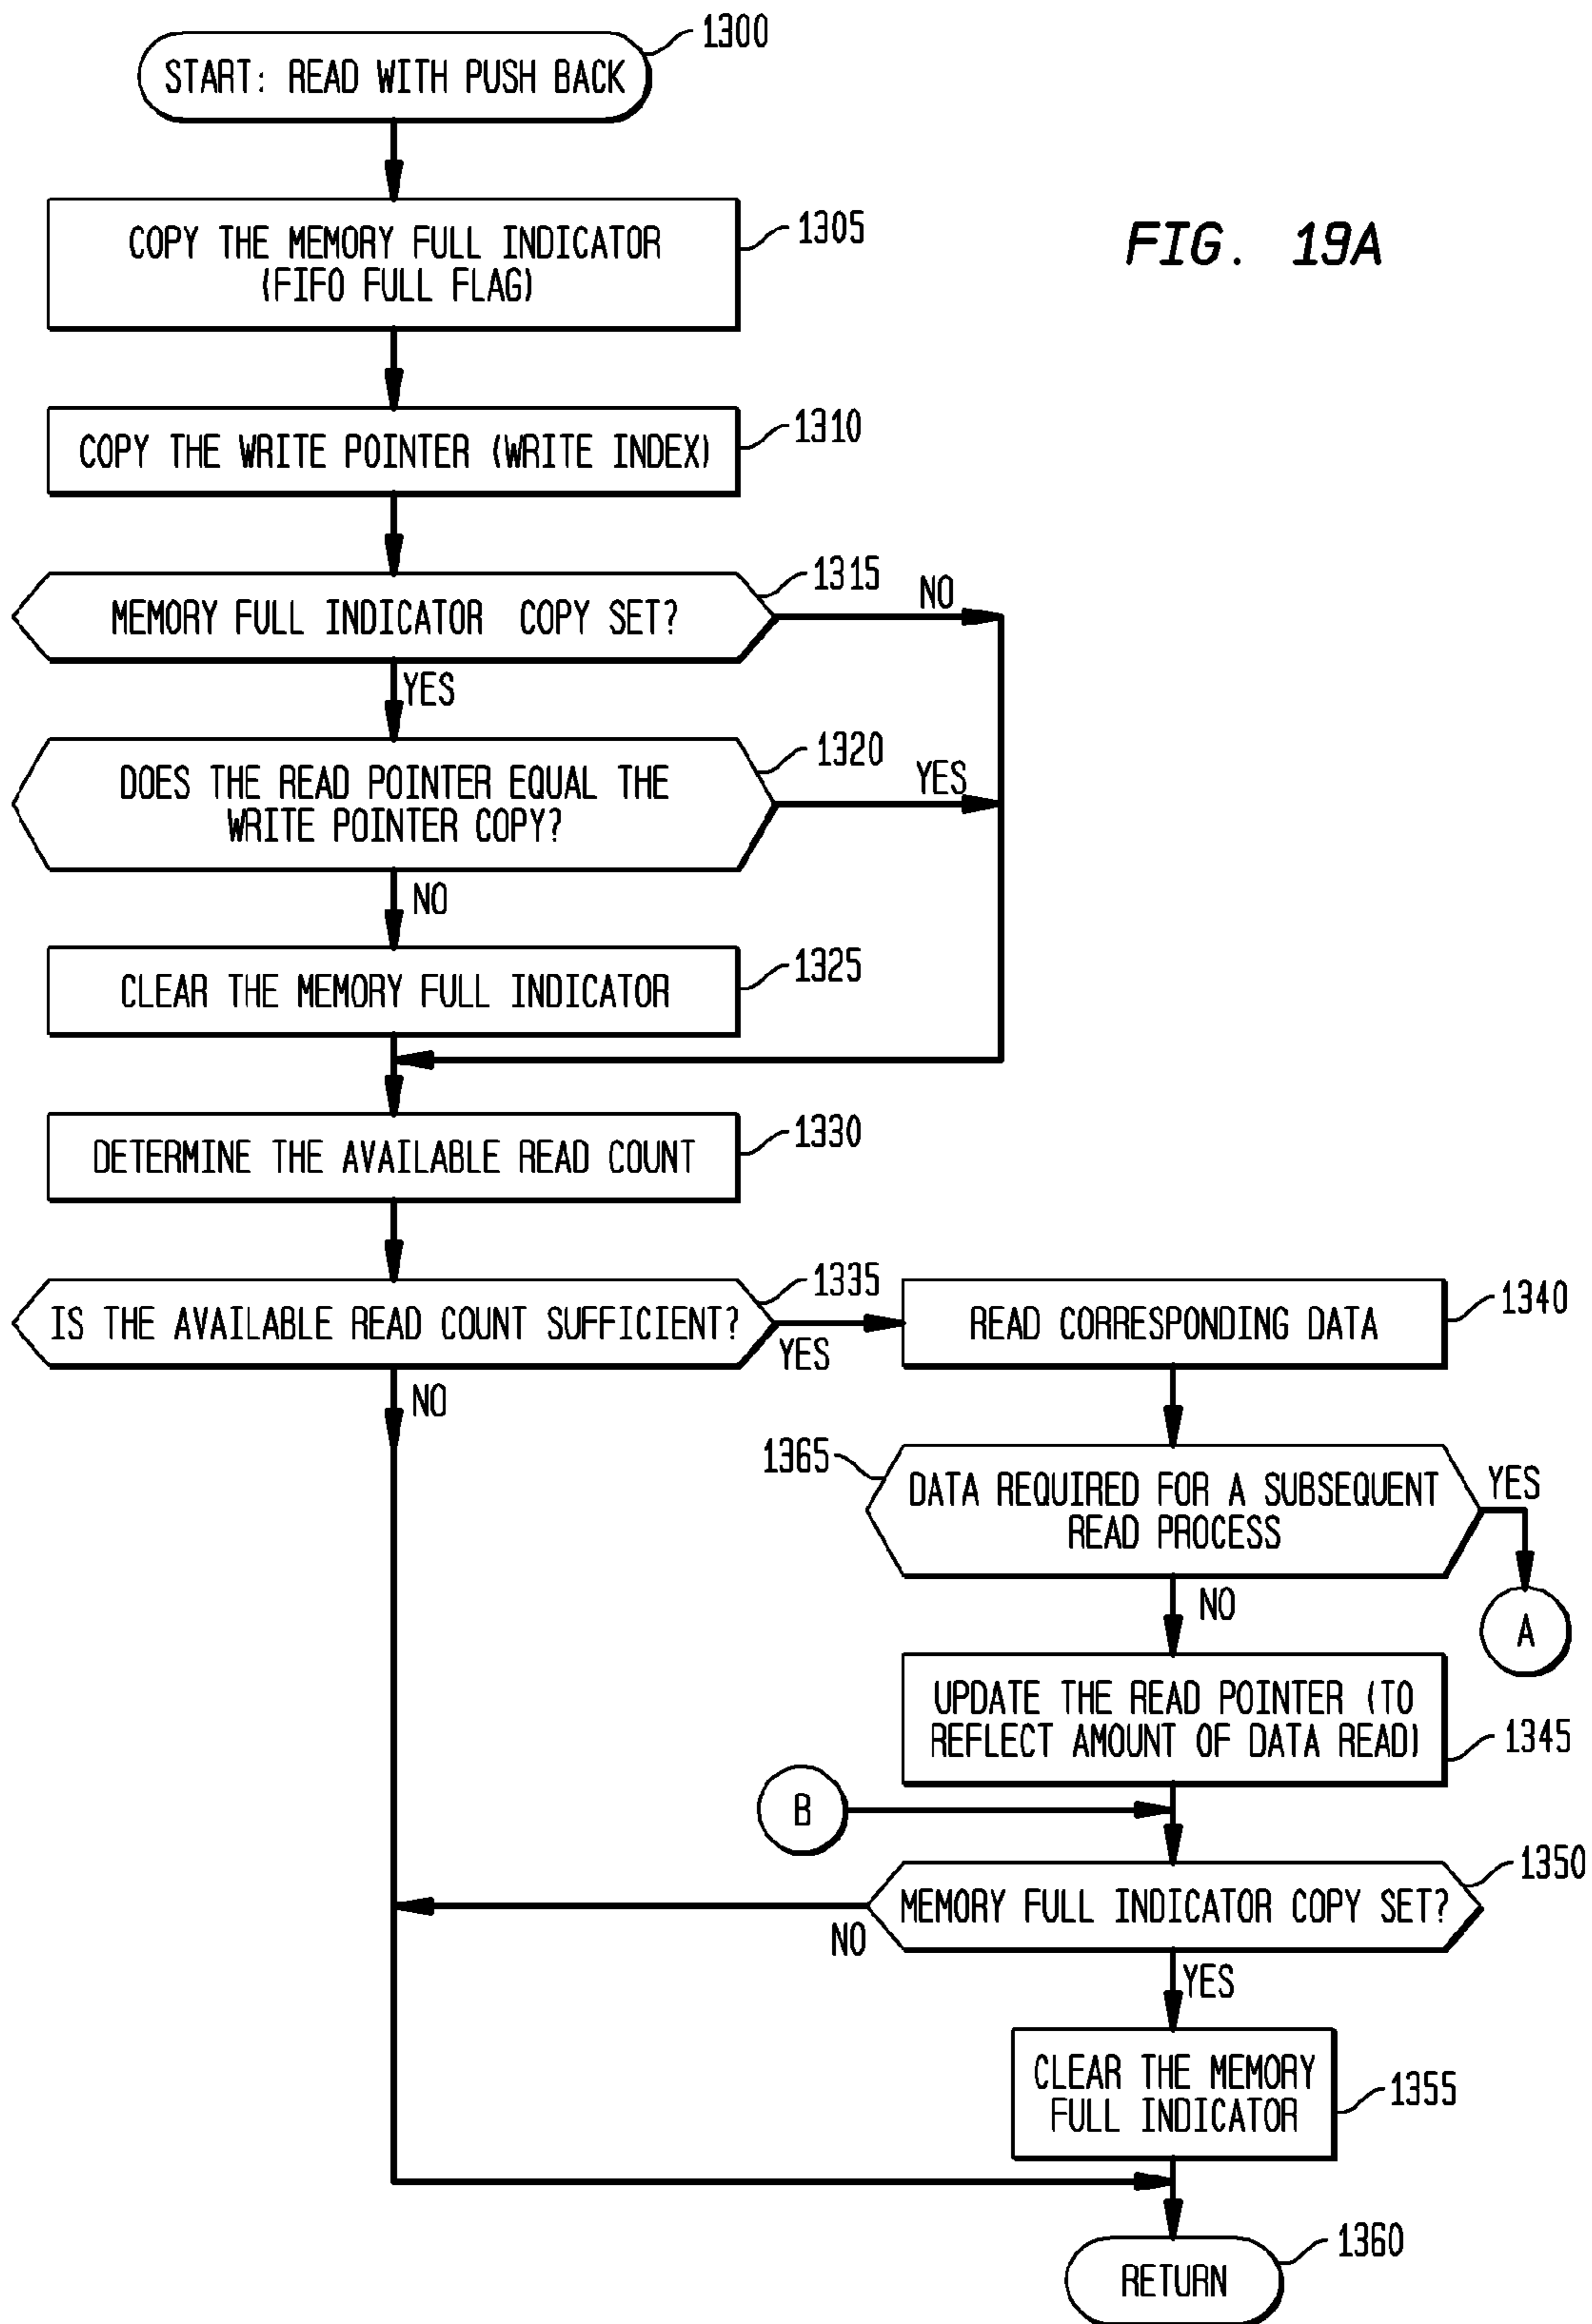 1300
START: READ WITH PUSH BACK
1305
COPY THE MEMORY FULL INDICATOR
(FIFO FULL FLAG)
FIG. 19A
1310
COPY THE WRITE POINTER (WRITE INDEX)
1315
NO
MEMORY FULL INDICATOR COPY SET?
YES
1320
DOES THE READ POINTER EQUAL THE
WRITE POINTER COPY?
YES
NO
1325
CLEAR THE MEMORY FULL INDICATOR
1330
DETERMINE THE AVAILABLE READ COUNT
1335
IS THE AVAILABLE READ COUNT SUFFICIENT?
YES
NO
1340
READ CORRESPONDING DATA
1365
DATA REQUIRED FOR A SUBSEQUENT
READ PROCESS
YES
A
NO
UPDATE THE READ POINTER (TO
REFLECT AMOUNT OF DATA READ)
1345
B
1350
MEMORY FULL INDICATOR COPY SET?
NO
YES
CLEAR THE MEMORY
FULL INDICATOR
1355
1360
RETURN